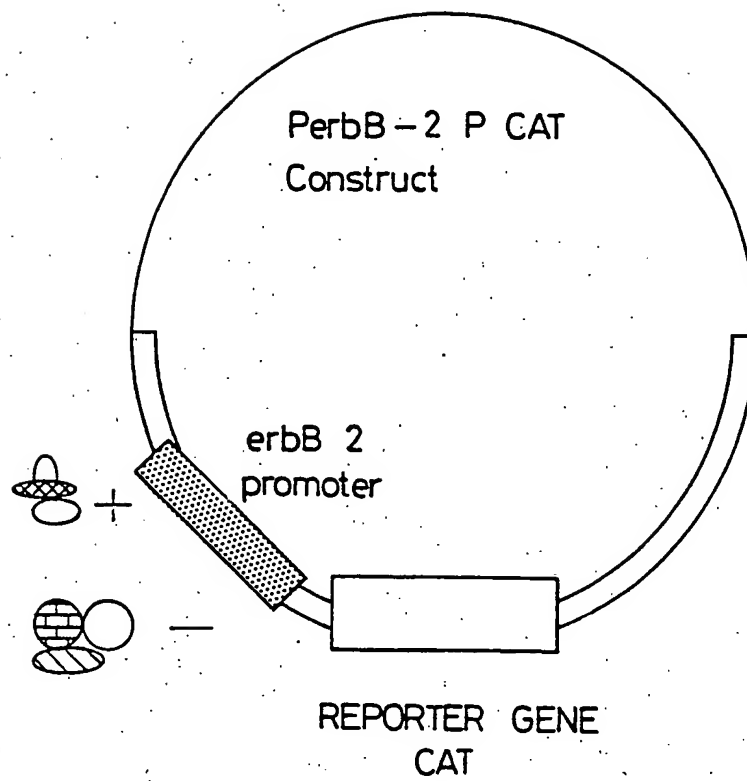 PerbB-2 P CAT
Construct
erbB 2
promoter
+
-
REPORTER GENE
CAT